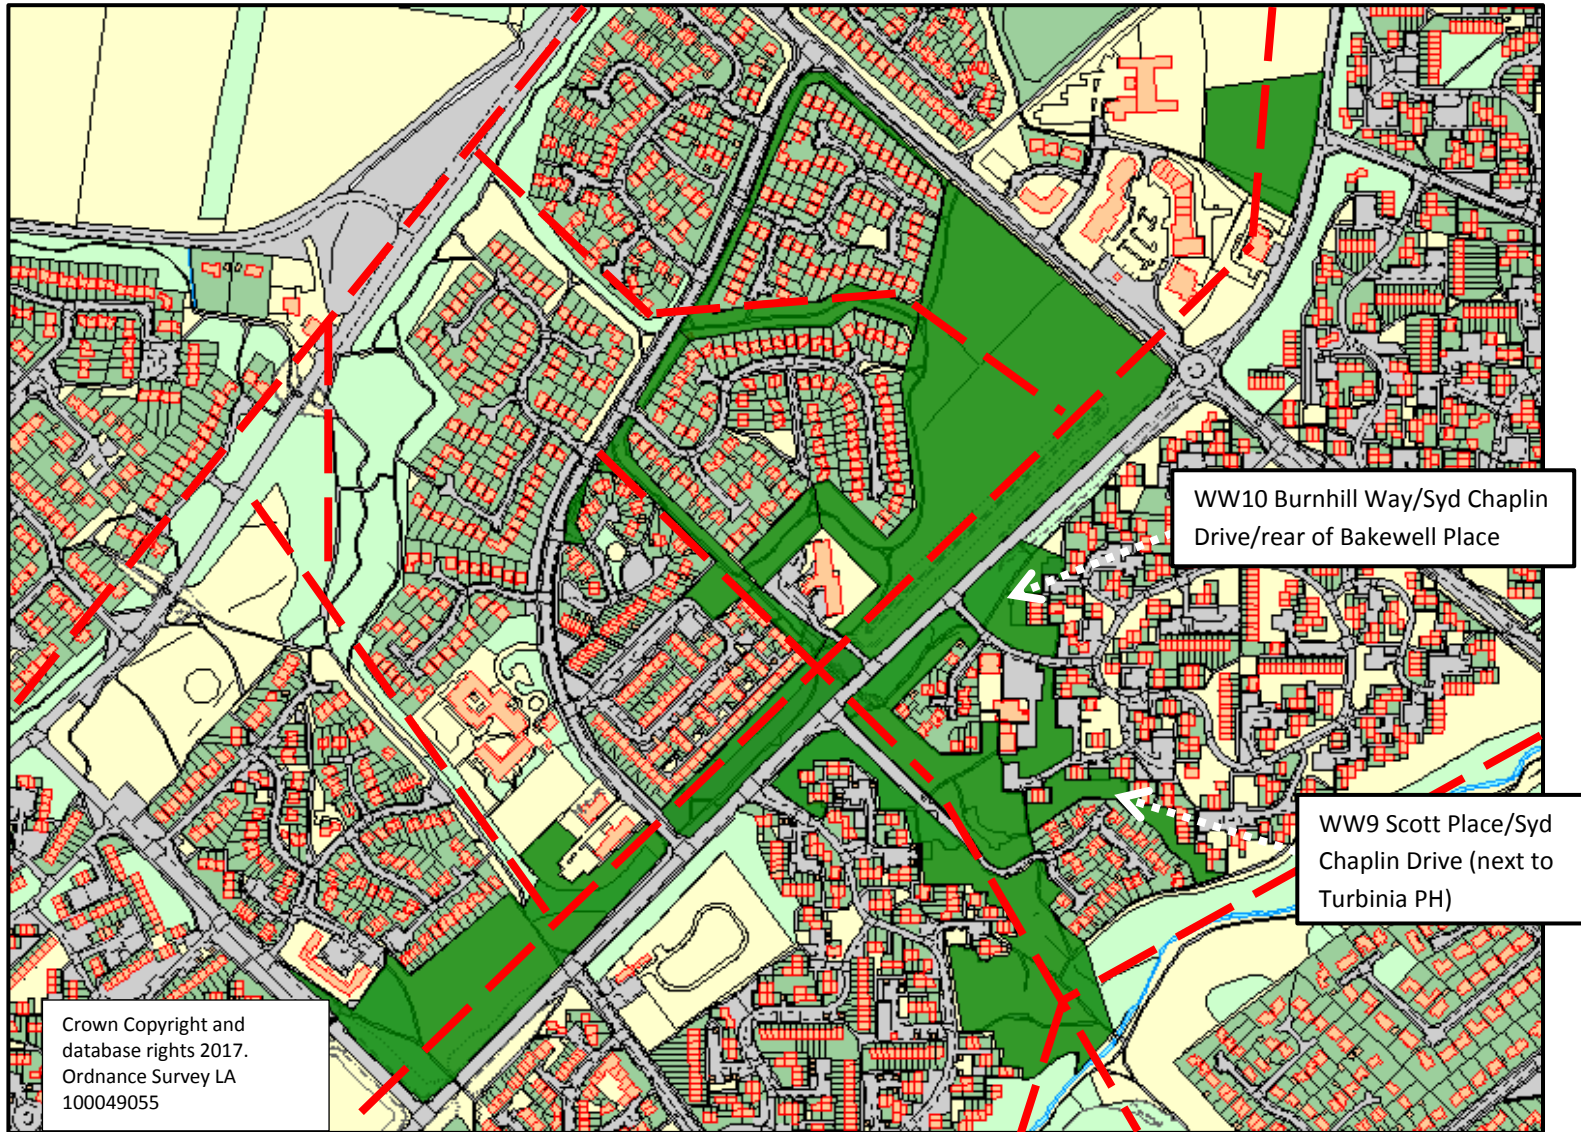 WW10 Burnhill Way/Syd Chaplin
Drive/rear of Bakewell Place
WW9 Scott Place/Syd
Chaplin Drive (next to
Turbinia PH)
Crown Copyright and
database rights 2017.
Ordnance Survey LA
100049055